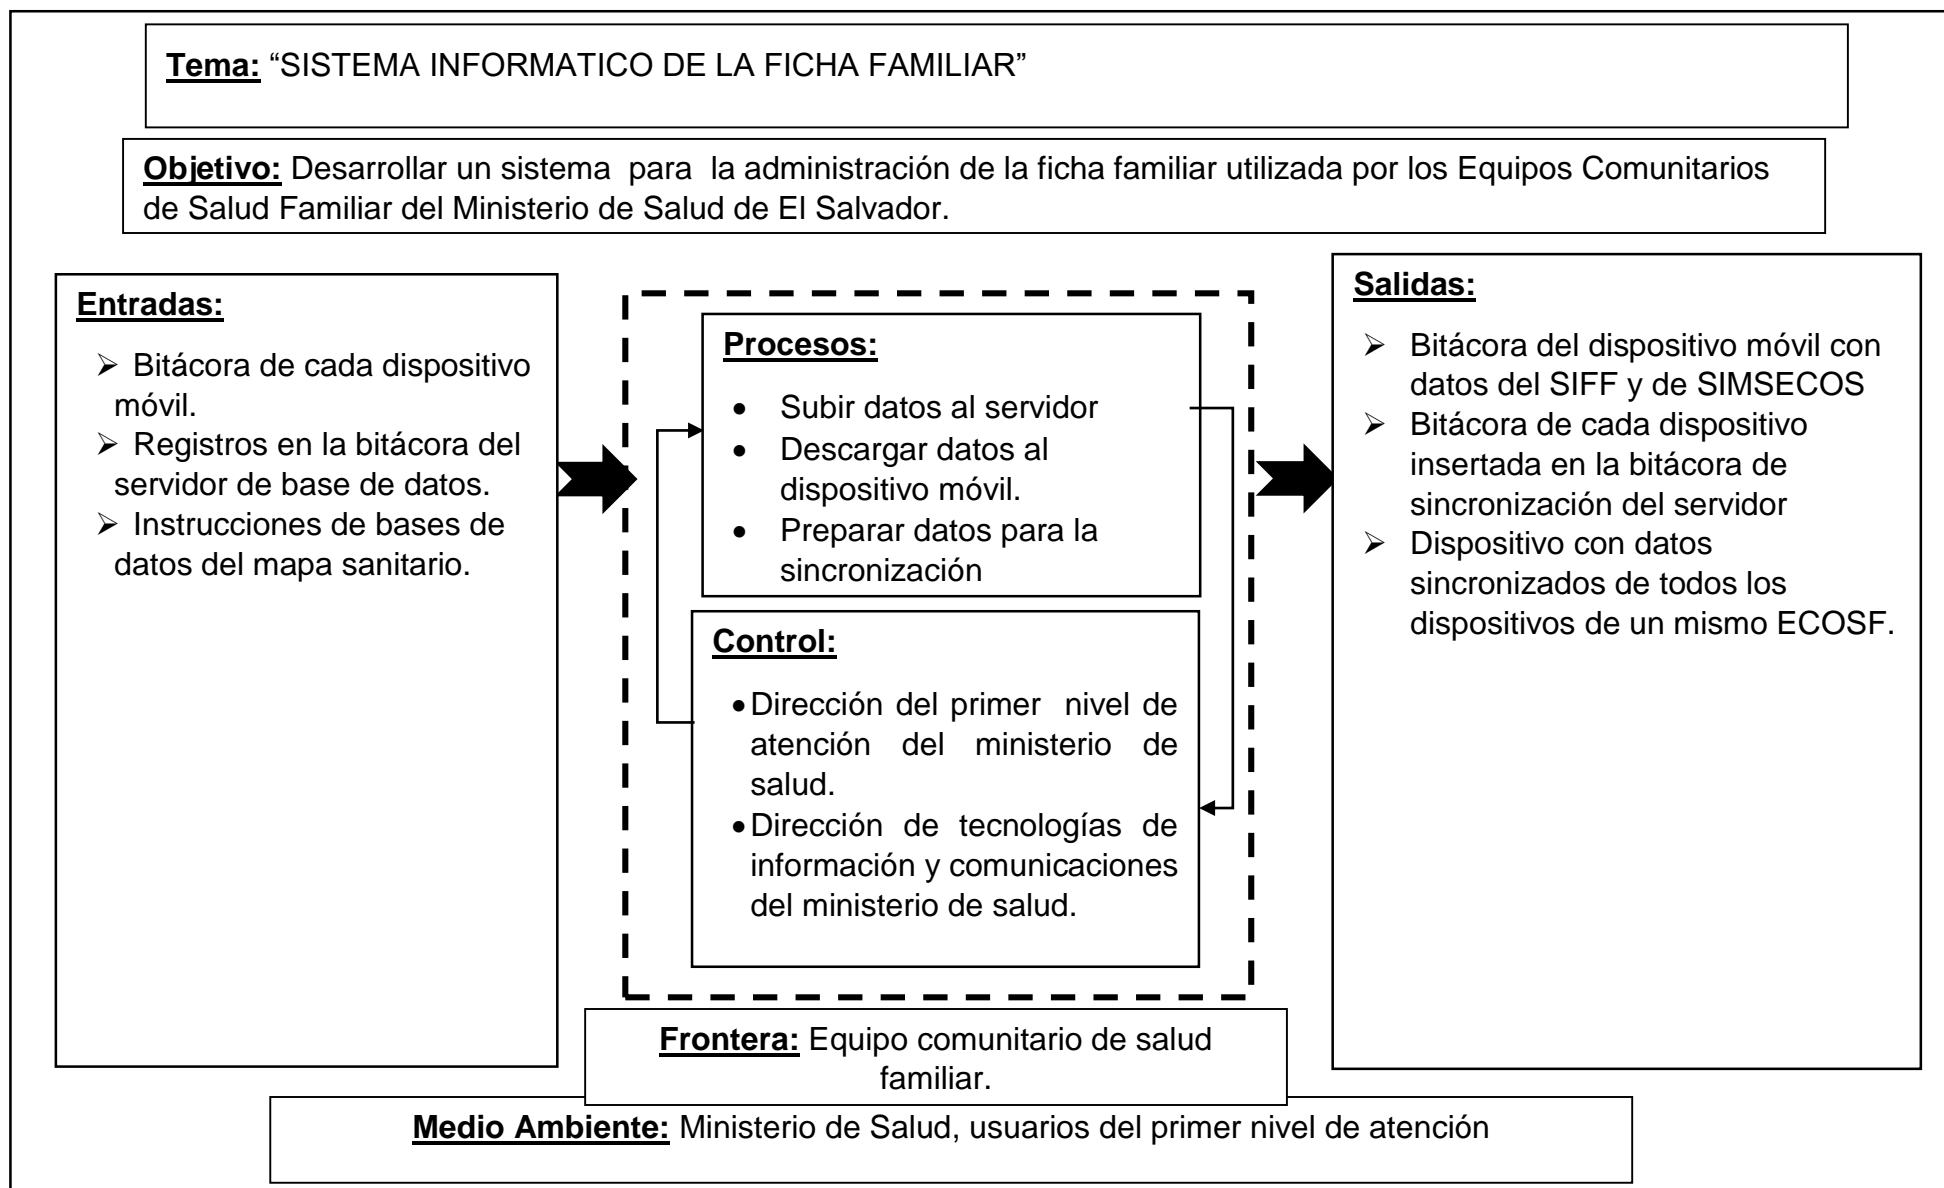 Tema: “SISTEMA INFORMATICO DE LA FICHA FAMILIAR”
Objetivo: Desarrollar un sistema para la administración de la ficha familiar utilizada por los Equipos Comunitarios
de Salud Familiar del Ministerio de Salud de El Salvador.
Entradas:
➢ Bitácora de cada dispositivo
móvil.
➢ Registros en la bitácora del
servidor de base de datos.
➢ Instrucciones de bases de
datos del mapa sanitario.
Procesos:
• Subir datos al servidor
• Descargar datos al
dispositivo móvil.
• Preparar datos para la
sincronización
Control:
• Dirección del primer nivel de
atención del ministerio de
salud.
• Dirección de tecnologías de
información y comunicaciones
del ministerio de salud.
Salidas:
➢ Bitácora del dispositivo móvil con
datos del SIFF y de SIMSECOS
➢ Bitácora de cada dispositivo
insertada en la bitácora de
sincronización del servidor
➢ Dispositivo con datos
sincronizados de todos los
dispositivos de un mismo ECOSF.
Frontera: Equipo comunitario de salud
familiar.
Medio Ambiente: Ministerio de Salud, usuarios del primer nivel de atención